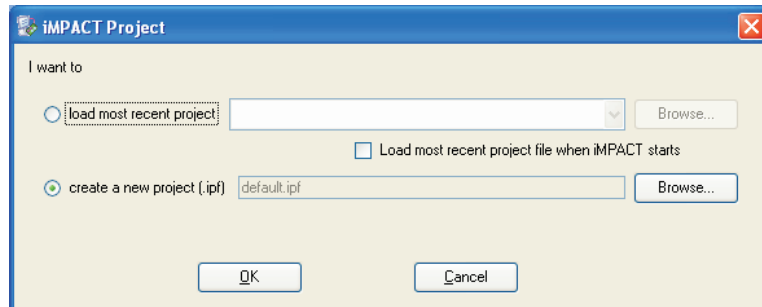 iMPACT Project
I want to
load most recent project Browse...
Load most recent project file when iMPACT starts
create a new project (.ipf) default.ipf Browse...
OK Cancel